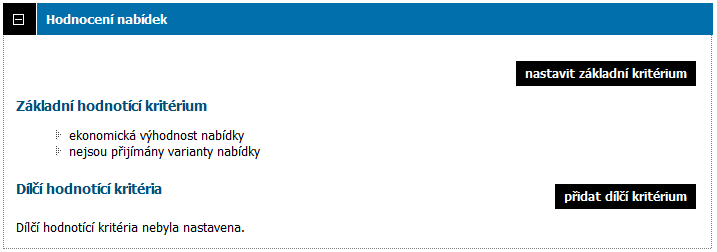 Hodnocení nabídek
nastavit základní kritérium
Základní hodnotící kritérium
ekonomická výhodnost nabídky
nejsou přijímány varianty nabídky
Dílčí hodnotící kritéria
přidat dílčí kritérium
Dílčí hodnotící kritéria nebyla nastavena.